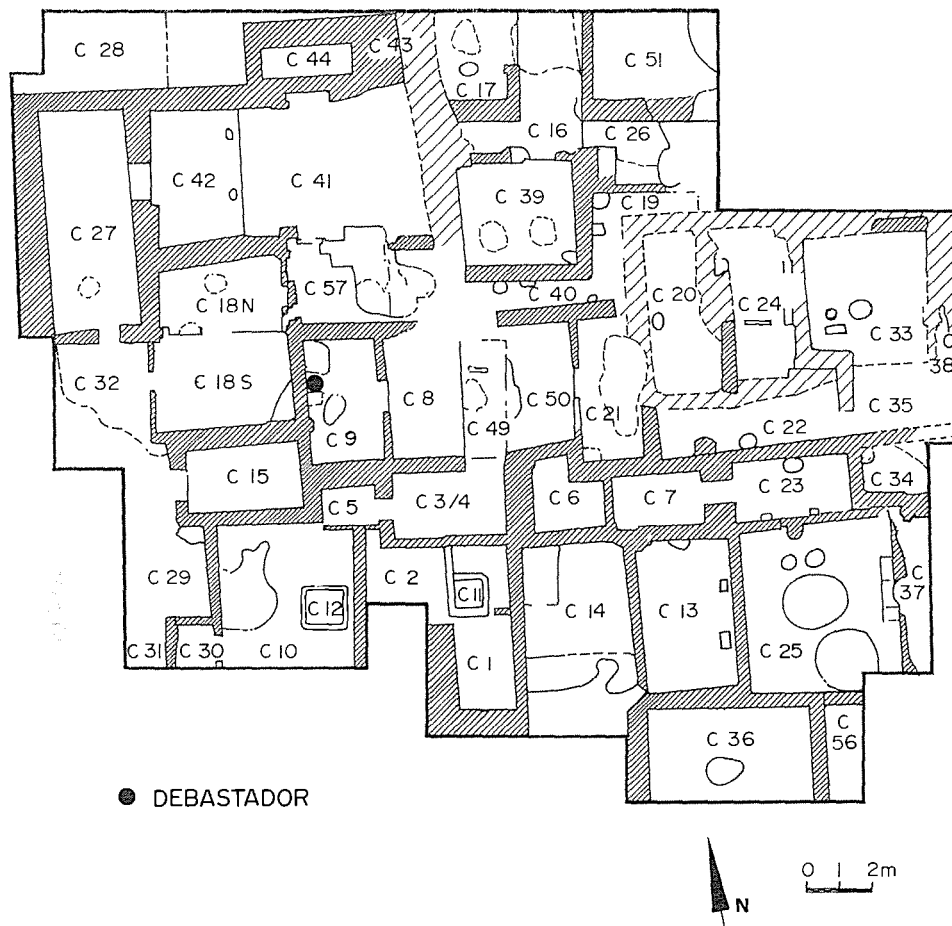 C 28
C 44
C 43
C 17
C 51
C 16
C 26
C 42
C 41
C 39
C 19
C 27
C 18N
C 57
C 40
C 20
C 24
C 33
C 38
C 32
C 18S
C 9
C 8
C 49
C 50
C 21
C 22
C 35
C 15
C 5
C 3/4
C 6
C 7
C 23
C 34
C 29
C 12
C 2
C 11
C 14
C 13
C 37
C 31
C 30
C 10
C 1
C 25
C 36
C 56
DEBASTADOR
N
0 1 2m